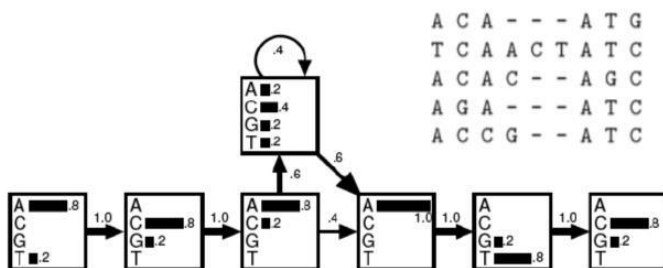 A C A - - - A T G
T C A A C T A T C
A C A C - - A G C
A G A - - - A T C
A C C G - - A T C
.4
A .2
C .4
G .2
T .2
.6
.6
A .8
C
G
T .2
1.0
A
C .8
G .2
T
1.0
A .8
C .2
G
T
.4
A 1.0
C
G
T
1.0
A
C
G .2
T .8
1.0
A
C .8
G .2
T